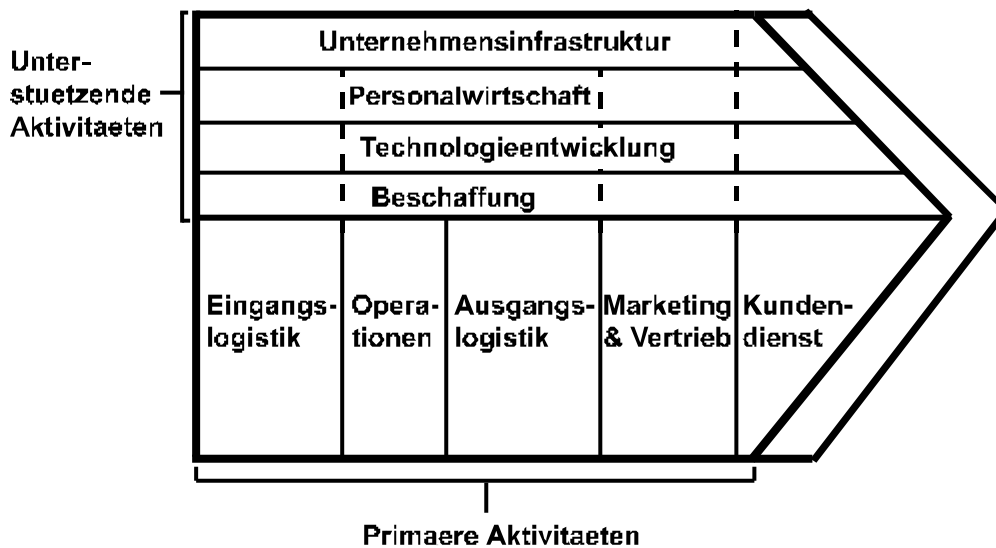 Unternehmensinfrastruktur
Unter-
stuetzende
Aktivitaeten
Personalwirtschaft
Technologieentwicklung
Beschaffung
Eingangs-
logistik
Opera-
tionen
Ausgangs-
logistik
Marketing
& Vertrieb
Kunden-
dienst
Primaere Aktivitaeten